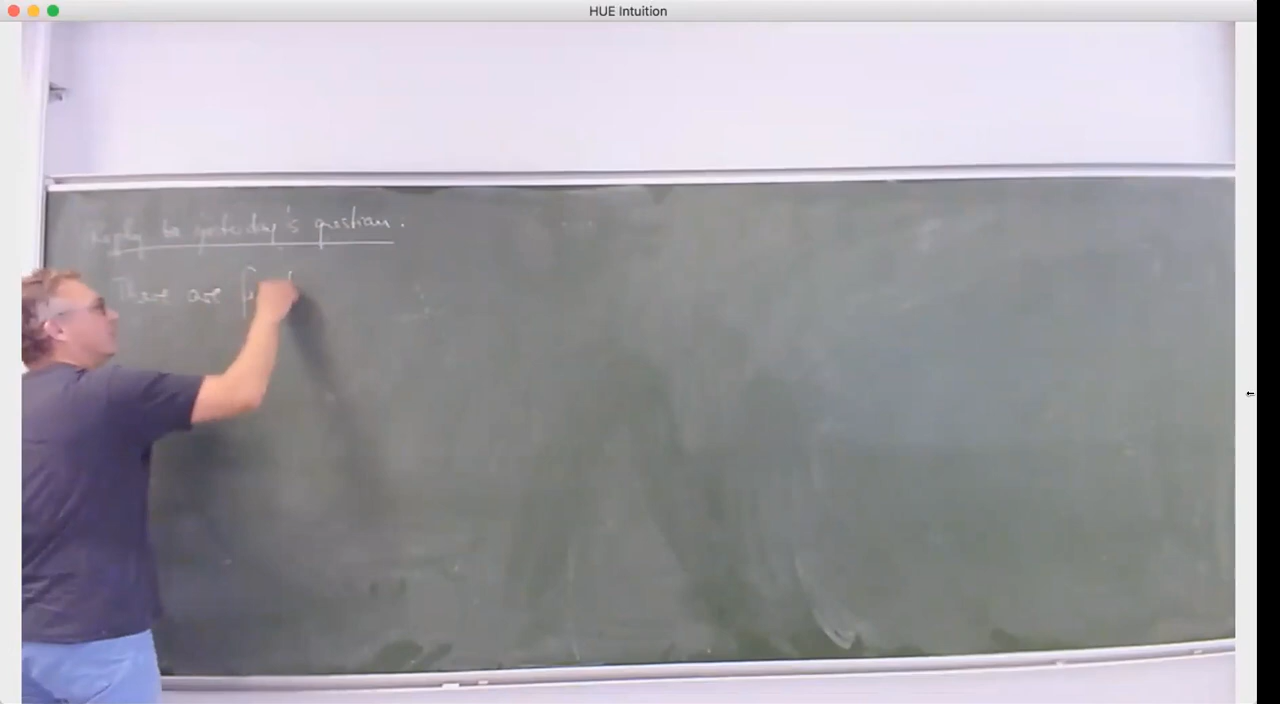 HUE Intuition
Reply to yesterday's question.
There are